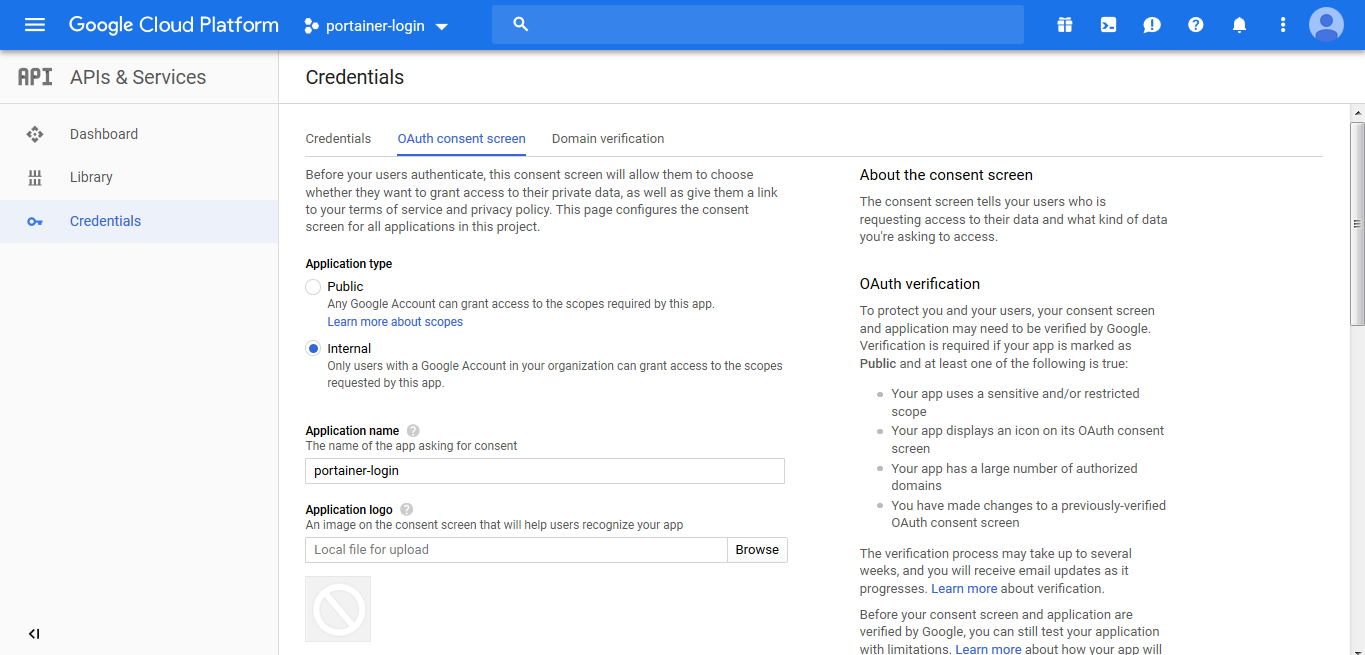 Google Cloud Platform
portainer-login
API APIs & Services
Credentials
Dashboard
Library
Credentials
Credentials
OAuth consent screen
Domain verification
Before your users authenticate, this consent screen will allow them to choose
whether they want to grant access to their private data, as well as give them a link
to your terms of service and privacy policy. This page configures the consent
screen for all applications in this project.
Application type
Public
Any Google Account can grant access to the scopes required by this app.
Learn more about scopes
Internal
Only users with a Google Account in your organization can grant access to the scopes
requested by this app.
Application name
The name of the app asking for consent
portainer-login
Application logo
An image on the consent screen that will help users recognize your app
Local file for upload
Browse
About the consent screen
The consent screen tells your users who is
requesting access to their data and what kind of data
you're asking to access.
OAuth verification
To protect you and your users, your consent screen
and application may need to be verified by Google.
Verification is required if your app is marked as
Public and at least one of the following is true:
Your app uses a sensitive and/or restricted
scope
Your app displays an icon on its OAuth consent
screen
Your app has a large number of authorized
domains
You have made changes to a previously-verified
OAuth consent screen
The verification process may take up to several
weeks, and you will receive email updates as it
progresses. Learn more about verification.
Before your consent screen and application are
verified by Google, you can still test your application
with limitations. Learn more about how your app will